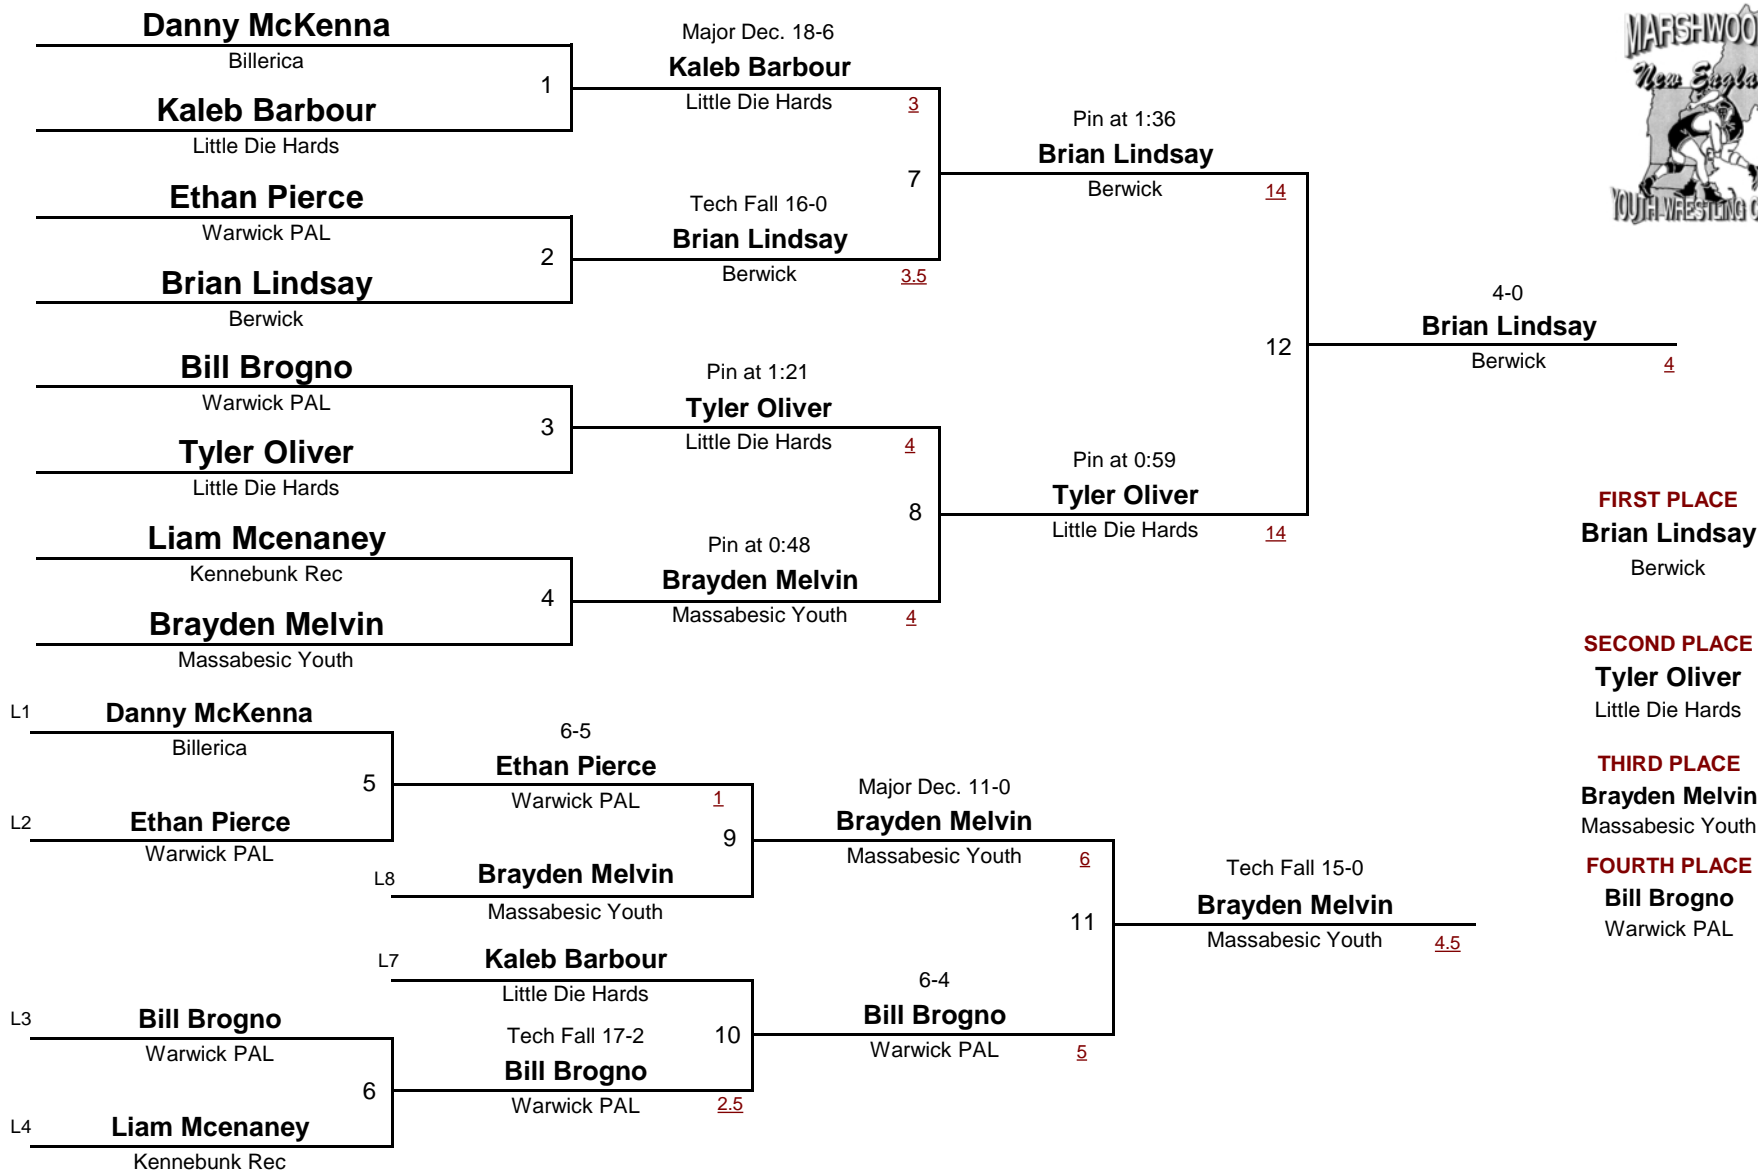 Danny McKenna
Billerica
1
Kaleb Barbour
Little Die Hards
Ethan Pierce
Warwick PAL
2
Brian Lindsay
Berwick
Bill Brogno
Warwick PAL
3
Tyler Oliver
Little Die Hards
Liam Mcenaney
Kennebunk Rec
4
Brayden Melvin
Massabesic Youth
Major Dec. 18-6
Kaleb Barbour
Little Die Hards 3
7
Tech Fall 16-0
Brian Lindsay
Berwick 3.5
Pin at 1:21
Tyler Oliver
Little Die Hards 4
8
Pin at 0:48
Brayden Melvin
Massabesic Youth 4
Pin at 1:36
Brian Lindsay
Berwick 14
12
Pin at 0:59
Tyler Oliver
Little Die Hards 14
4-0
Brian Lindsay
Berwick 4
L1 Danny McKenna
Billerica
5
L2 Ethan Pierce
Warwick PAL
6-5
Ethan Pierce
Warwick PAL 1
9
L8 Brayden Melvin
Massabesic Youth
L7 Kaleb Barbour
Little Die Hards
10
Tech Fall 17-2
Bill Brogno
Warwick PAL 2.5
L3 Bill Brogno
Warwick PAL
6
L4 Liam Mcenaney
Kennebunk Rec
Major Dec. 11-0
Brayden Melvin
Massabesic Youth 6
11
6-4
Bill Brogno
Warwick PAL 5
Tech Fall 15-0
Brayden Melvin
Massabesic Youth 4.5
New
YOUTH WRESTLING
FIRST PLACE
Brian Lindsay
Berwick
SECOND PLACE
Tyler Oliver
Little Die Hards
THIRD PLACE
Brayden Melvin
Massabesic Youth
FOURTH PLACE
Bill Brogno
Warwick PAL